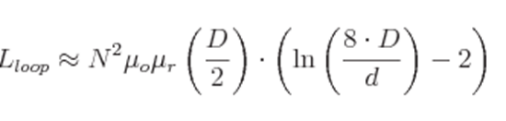 L_{loop} ≈ N^2 μ_o μ_r (D/2) · (ln(8 · D/d) − 2)